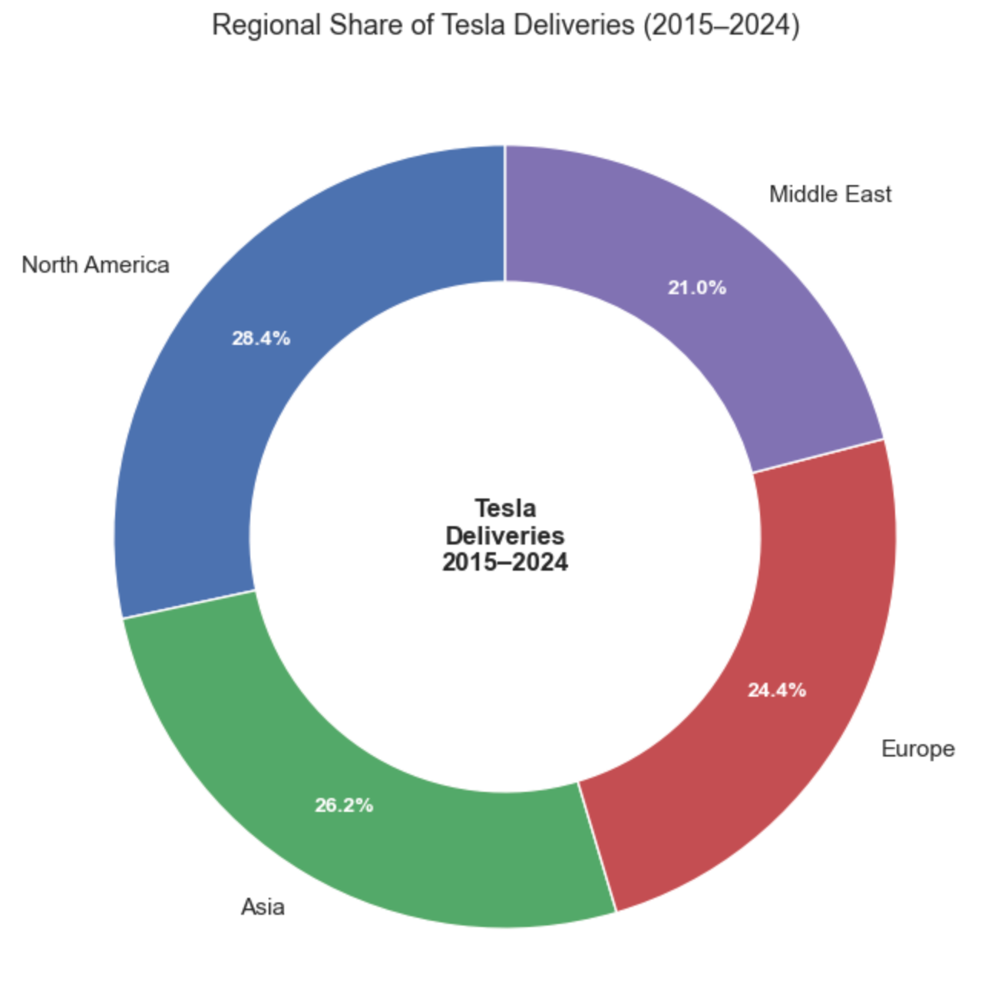 Regional Share of Tesla Deliveries (2015–2024)
Middle East
North America
21.0%
28.4%
Tesla
Deliveries
2015–2024
24.4%
Europe
26.2%
Asia